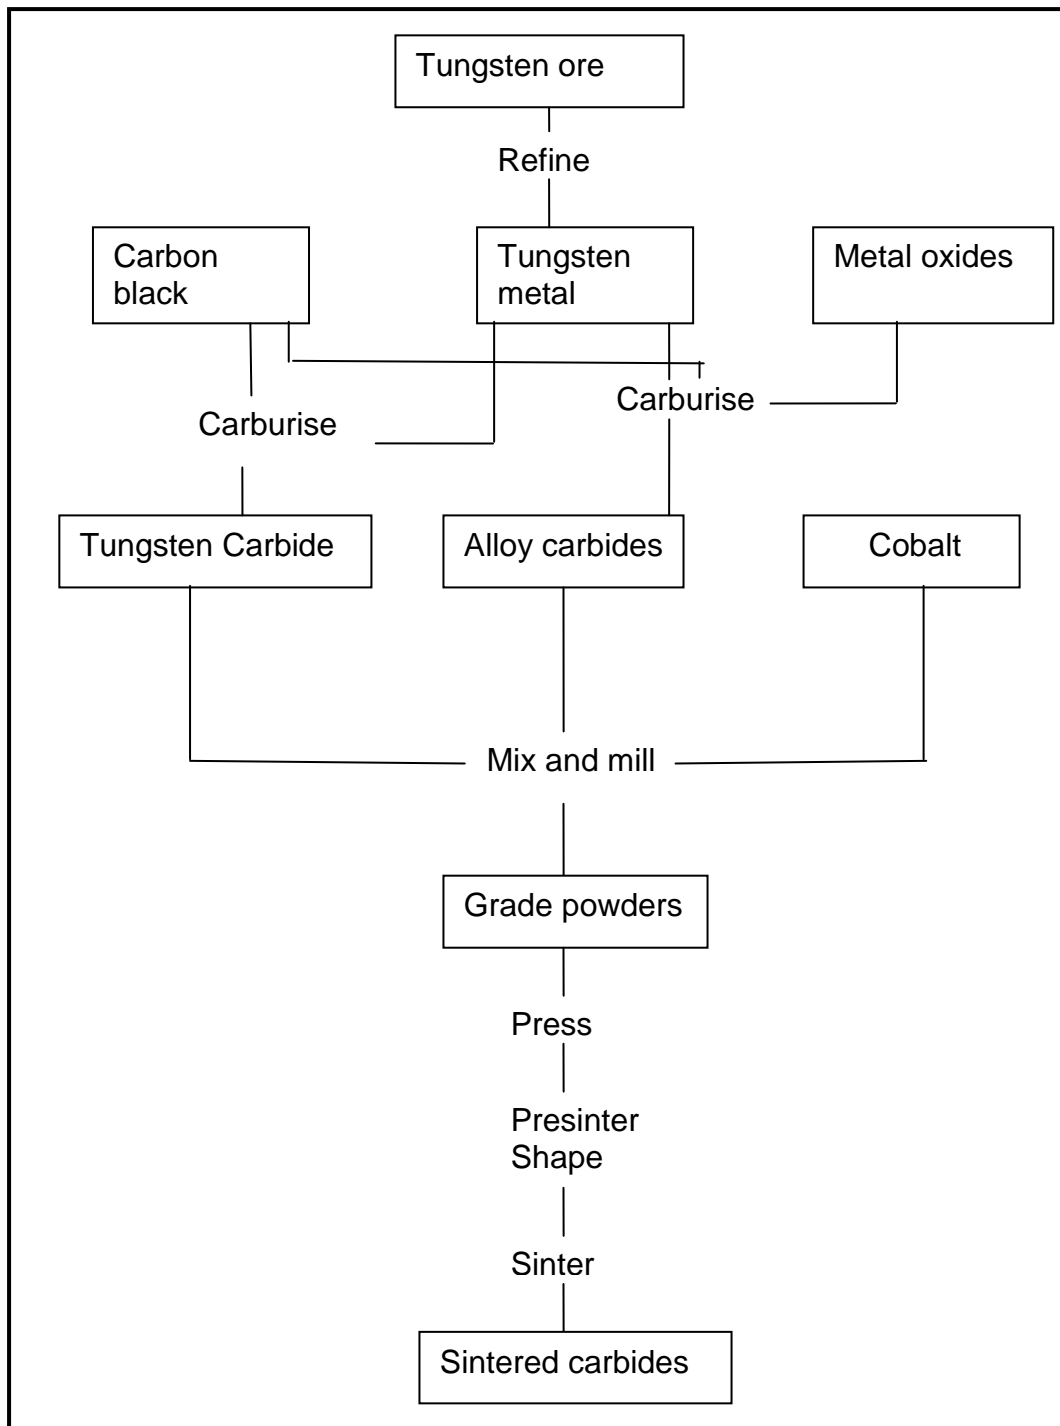 Tungsten ore
Refine
Carbon
black
Tungsten
metal
Metal oxides
Carburise
Carburise
Tungsten Carbide
Alloy carbides
Cobalt
Mix and mill
Grade powders
Press
Presinter
Shape
Sinter
Sintered carbides